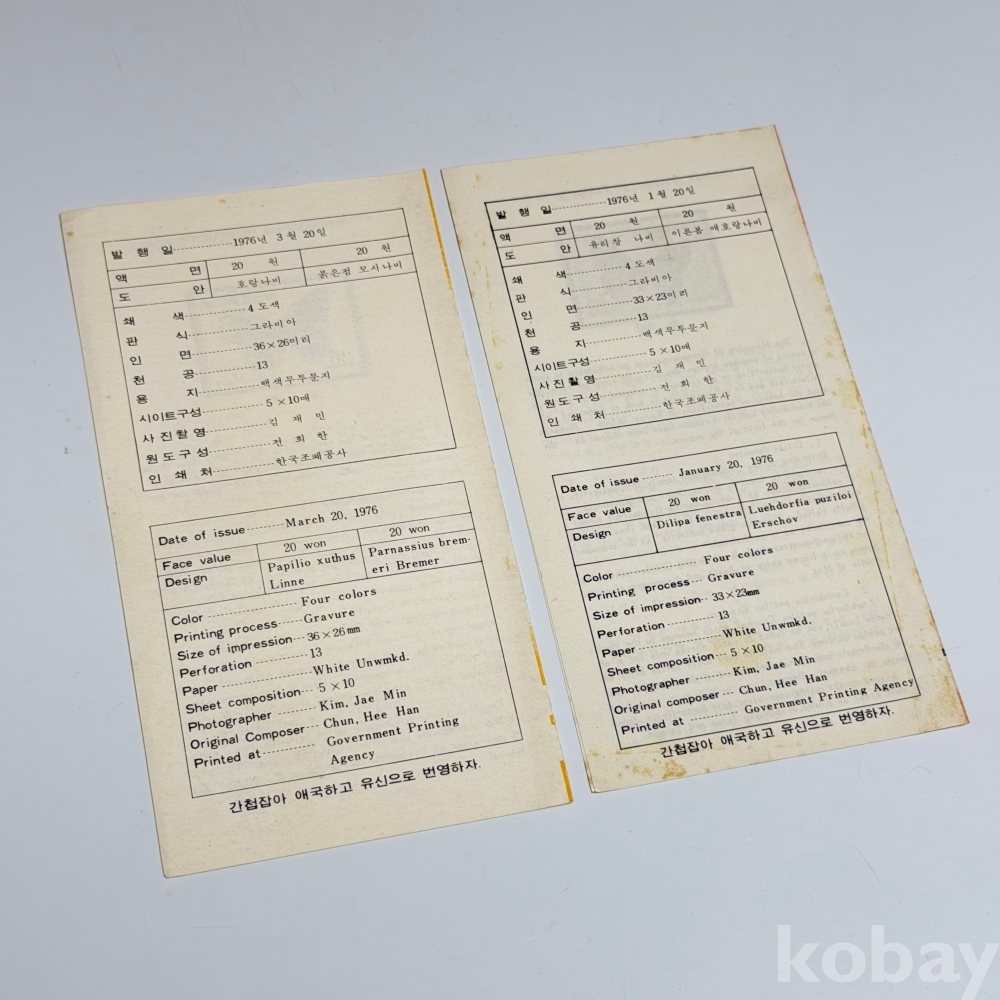 발 행 일 1976년 3월 20일
액 면 20 원 20 원
도 안 호랑나비 붉은점 모시나비
쇄 색 4 도색
판 식 그라비아
인 면 36×26미리
천 공 13
용 지 백색무투문지
시이트구성 5×10매
사진촬영 김 재 민
원도구성 전 희 한
인 쇄 처 한국조폐공사
Date of issue March 20, 1976
Face value 20 won 20 won
Design Papilio xuthus Linne Parnassius brem-eri Bremer
Color Four colors
Printing process Gravure
Size of impression 36×26mm
Perforation 13
Paper White Unwmkd.
Sheet composition 5×10
Photographer Kim, Jae Min
Original Composer Chun, Hee Han
Printed at Government Printing
Agency
간첩잡아 애국하고 유신으로 번영하자.
발 행 일 1976년 1월 20일
액 면 20 원 20 원
도 안 유리창 나비 이른봄 애호랑나비
쇄 색 4 도색
판 식 그라비아
인 면 33×23미리
천 공 13
용 지 백색무투문지
시이트구성 5×10매
사진촬영 김 재 민
원도구성 전 희 한
인 쇄 처 한국조폐공사
Date of issue January 20, 1976
Face value 20 won 20 won
Design Dilipa fenestra Luehdorfia puziloi Erschov
Color Four colors
Printing process Gravure
Size of impression 33×23mm
Perforation 13
Paper White Unwmkd.
Sheet composition 5×10
Photographer Kim, Jae Min
Original composer Chun, Hee Han
Printed at Government Printing Agency
간첩잡아 애국하고 유신으로 번영하자.
kobay